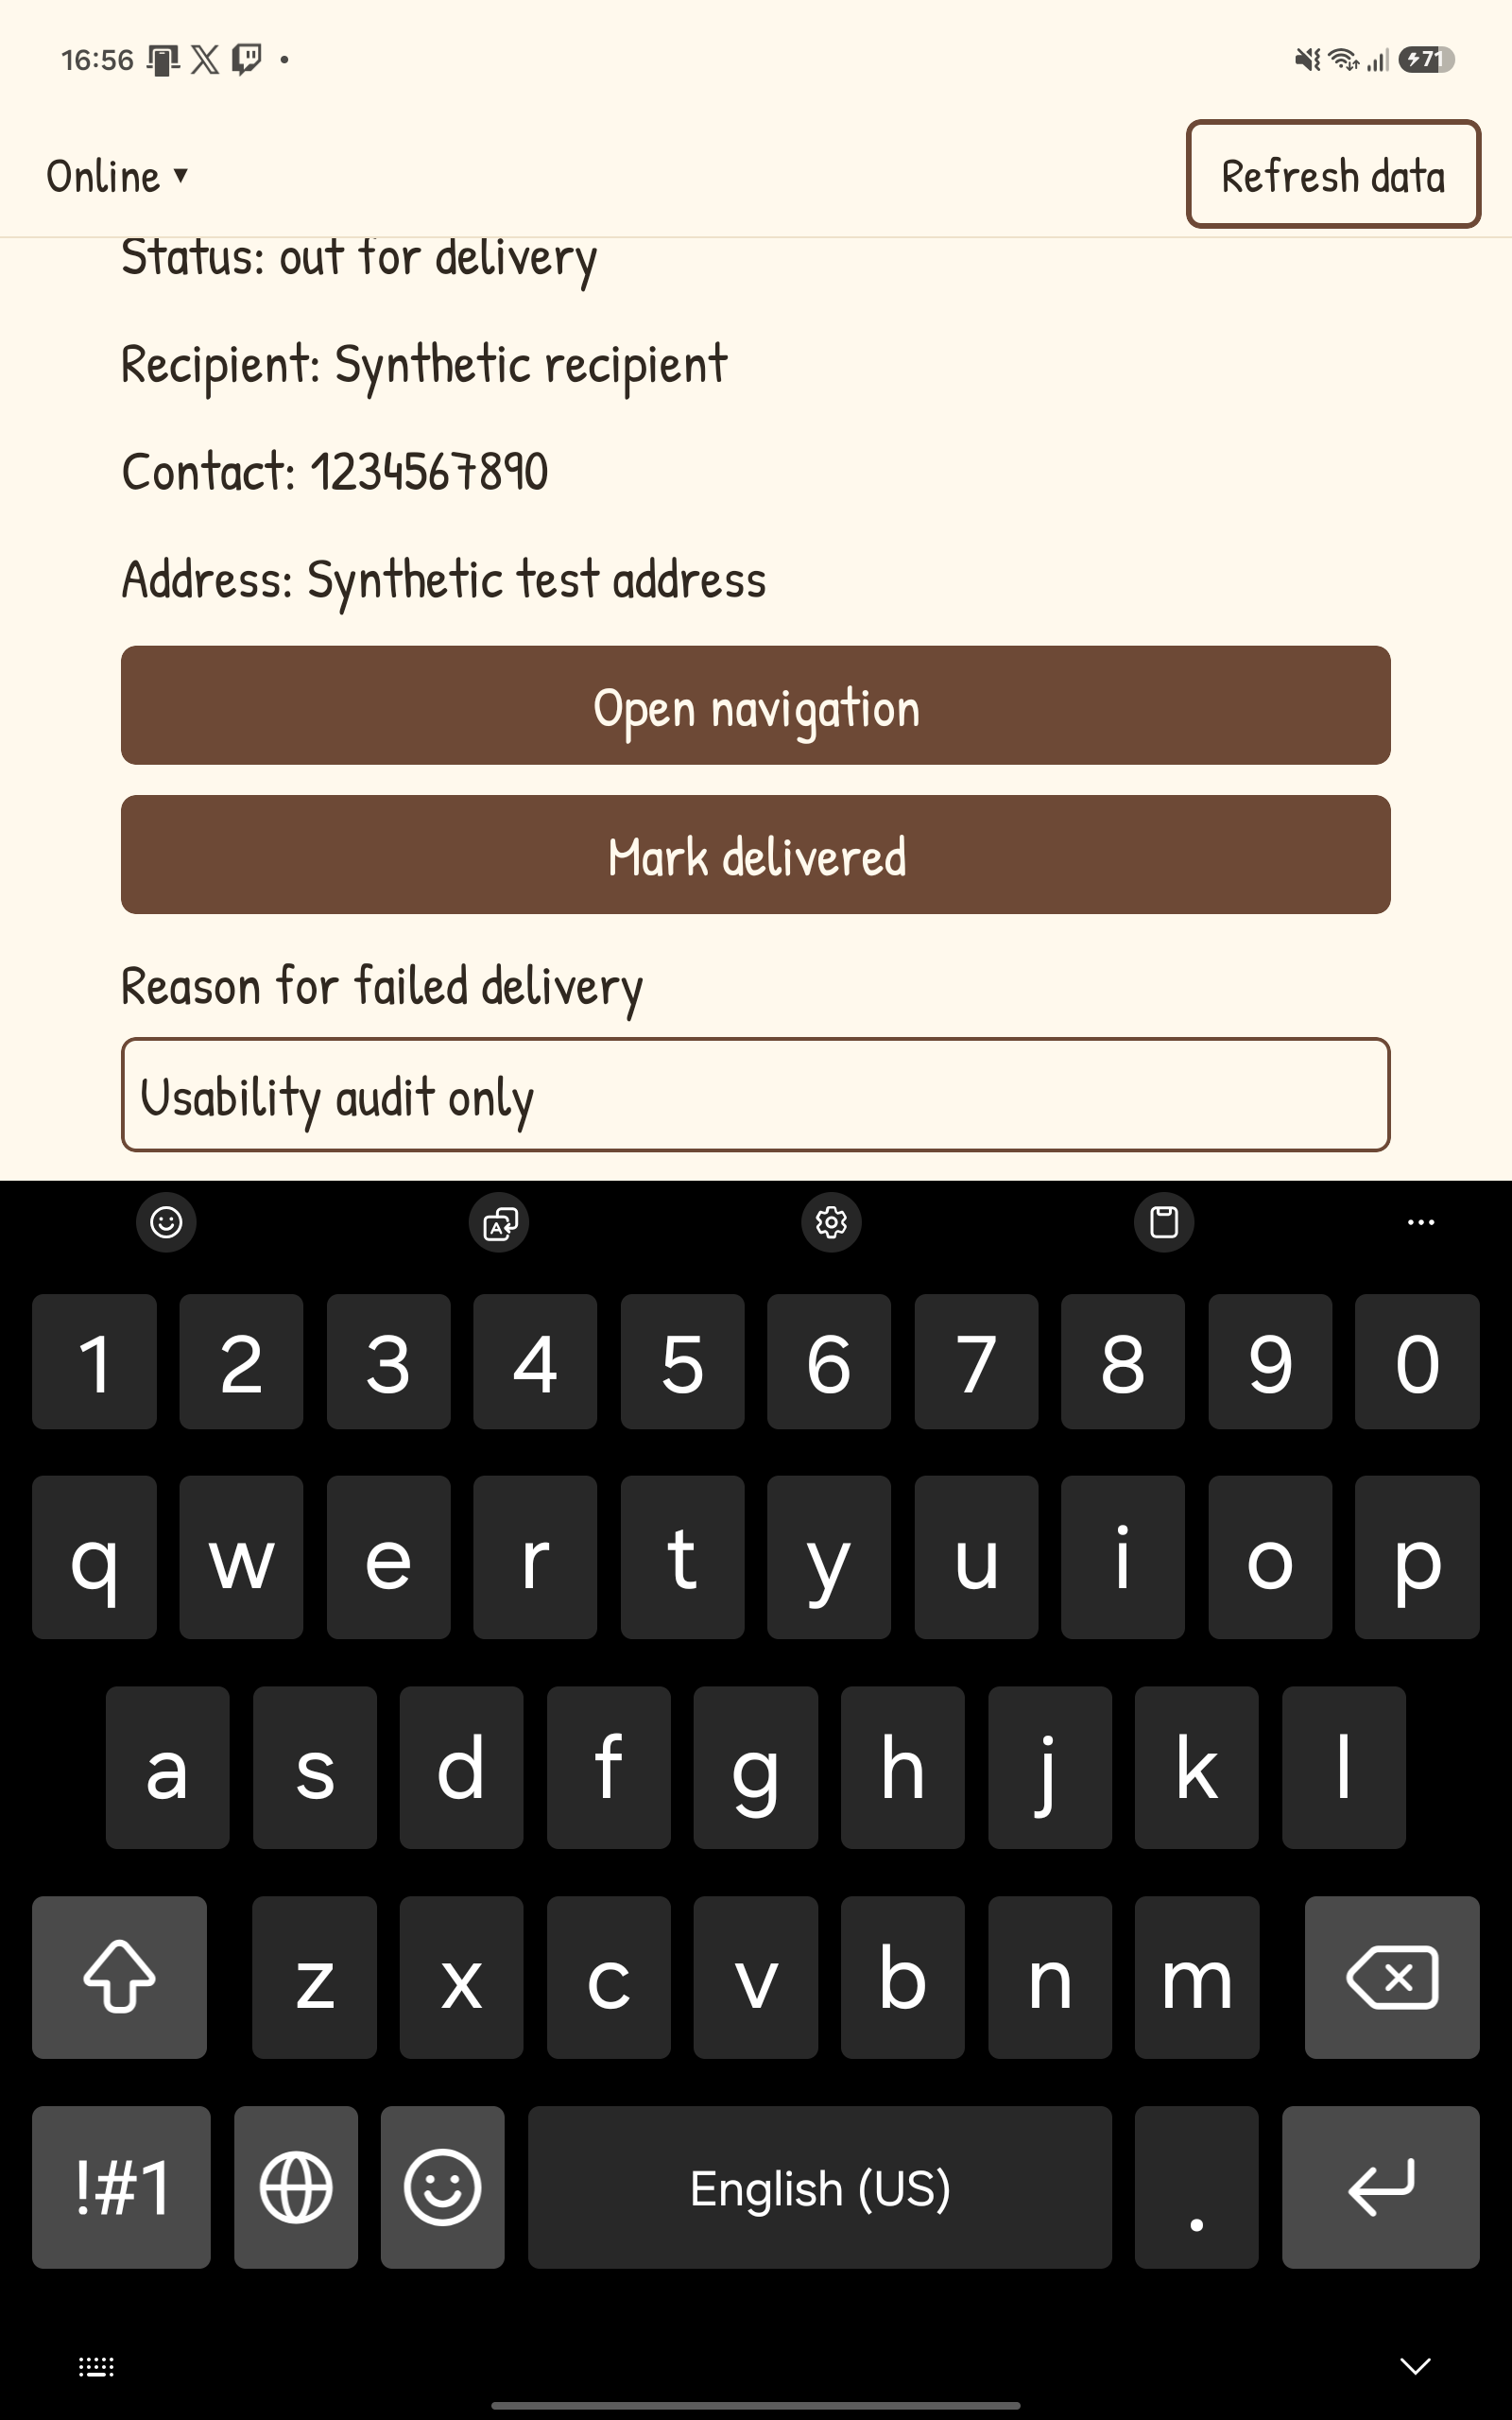 16:56
71
Online ▾
Refresh data
Status: out for delivery
Recipient: Synthetic recipient
Contact: 1234567890
Address: Synthetic test address
Open navigation
Mark delivered
Reason for failed delivery
Usability audit only
1 2 3 4 5 6 7 8 9 0
q w e r t y u i o p
a s d f g h j k l
z x c v b n m
!#1 English (US) .